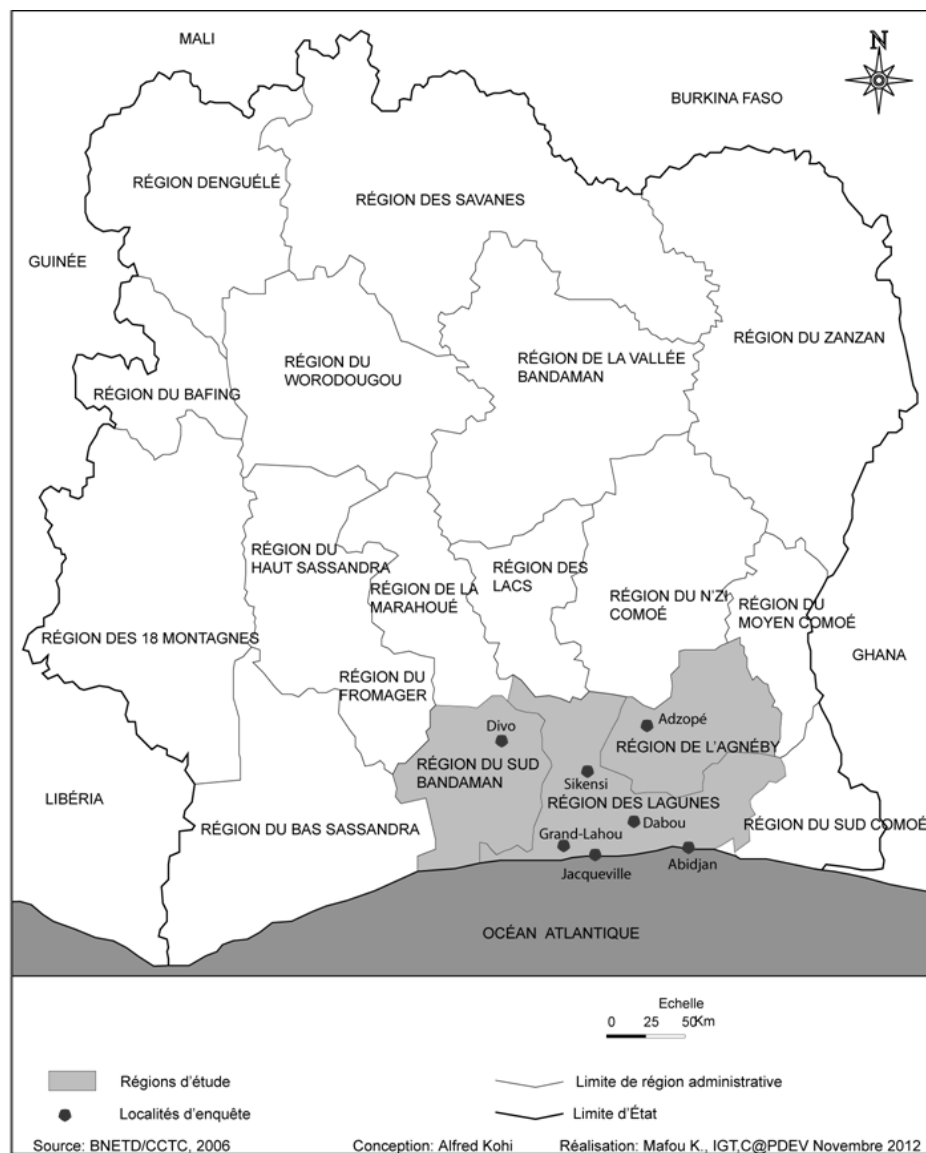 MALI
N
BURKINA FASO
RÉGION DENGUÉLÉ
RÉGION DES SAVANES
GUINÉE
RÉGION DU ZANZAN
RÉGION DU
WORODOUGOU
RÉGION DE LA VALLÉE
BANDAMAN
RÉGION DU BAFING
RÉGION DU
HAUT SASSANDRA
RÉGION DE LA
MARAHOUÉ
RÉGION DES
LACS
RÉGION DU N'ZI
COMOÉ
RÉGION DU
MOYEN COMOÉ
RÉGION DES 18 MONTAGNES
GHANA
RÉGION DU
FROMAGER
Divo
Adzopé
RÉGION DU SUD
BANDAMAN
RÉGION DE L'AGNÉBY
Sikensi
LIBÉRIA
RÉGION DES LAGUNES
RÉGION DU BAS SASSANDRA
Dabou
RÉGION DU SUD COMOÉ
Grand-Lahou
Jacqueville
Abidjan
OCÉAN ATLANTIQUE
Echelle
0 25 50Km
Régions d'étude
Limite de région administrative
Localités d'enquête
Limite d'État
Source: BNETD/CCTC, 2006 Conception: Alfred Kohi Réalisation: Mafou K., IGT,C@PDEV Novembre 2012